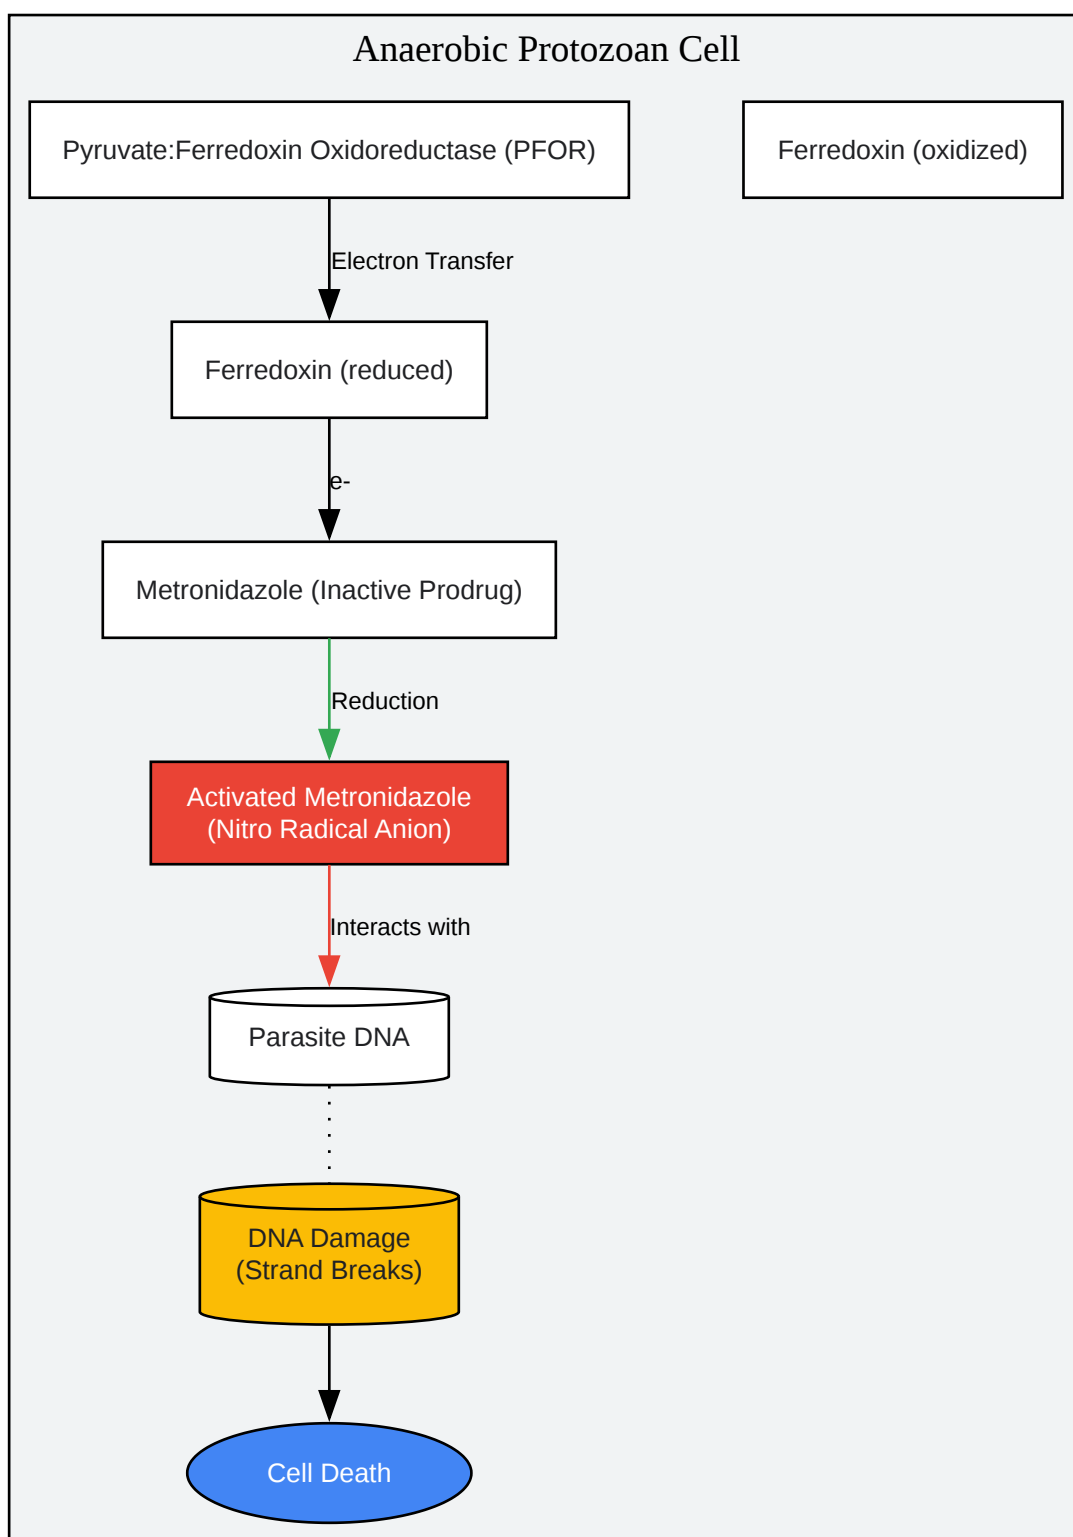 Anaerobic Protozoan Cell
Pyruvate:Ferredoxin Oxidoreductase (PFOR)
Ferredoxin (oxidized)
Electron Transfer
Ferredoxin (reduced)
e-
Metronidazole (Inactive Prodrug)
Reduction
Activated Metronidazole
(Nitro Radical Anion)
Interacts with
Parasite DNA
DNA Damage
(Strand Breaks)
Cell Death